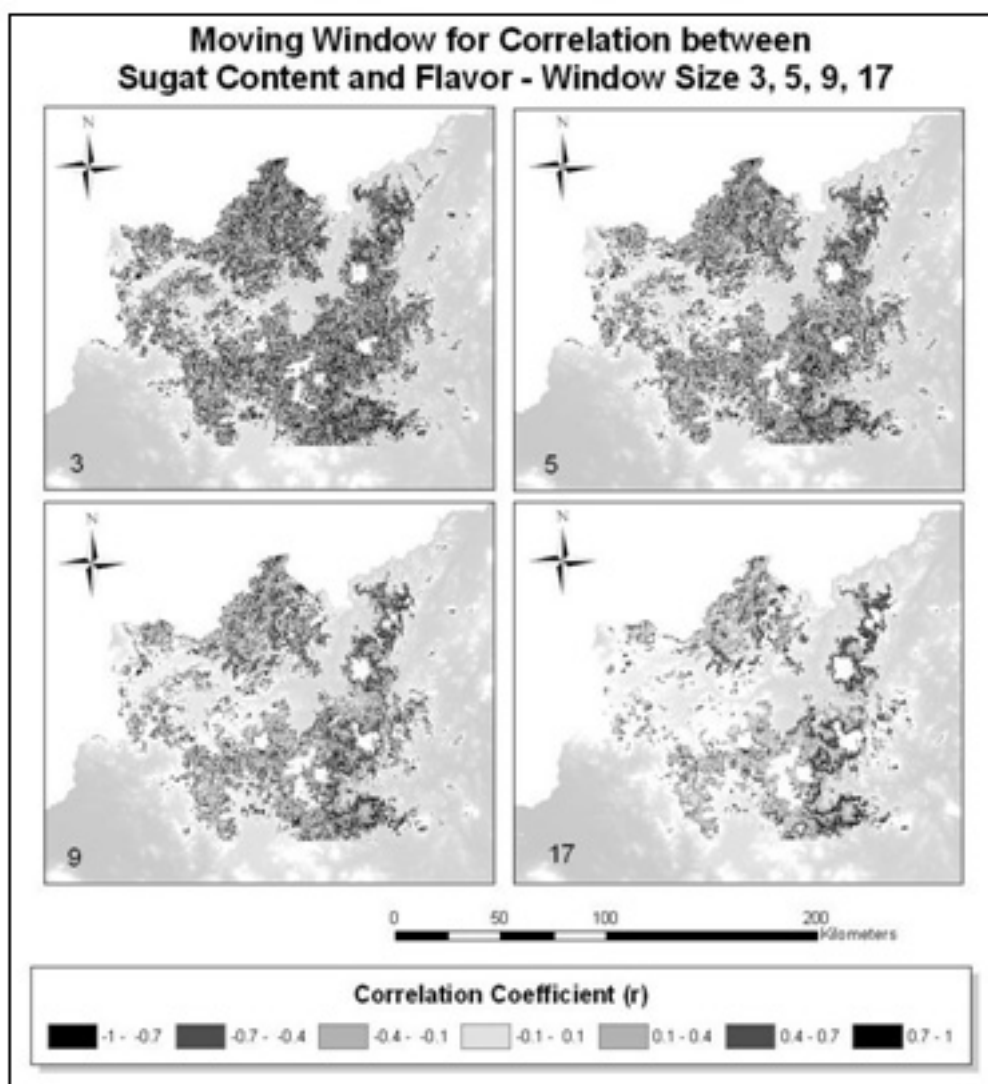 Moving Window for Correlation between
Sugat Content and Flavor - Window Size 3, 5, 9, 17
N
N
3
5
N
N
9
17
0 50 100 200
Kilometers
Correlation Coefficient (r)
-1 - -0.7 -0.7 - -0.4 -0.4 - -0.1 -0.1 - 0.1 0.1 - 0.4 0.4 - 0.7 0.7 - 1